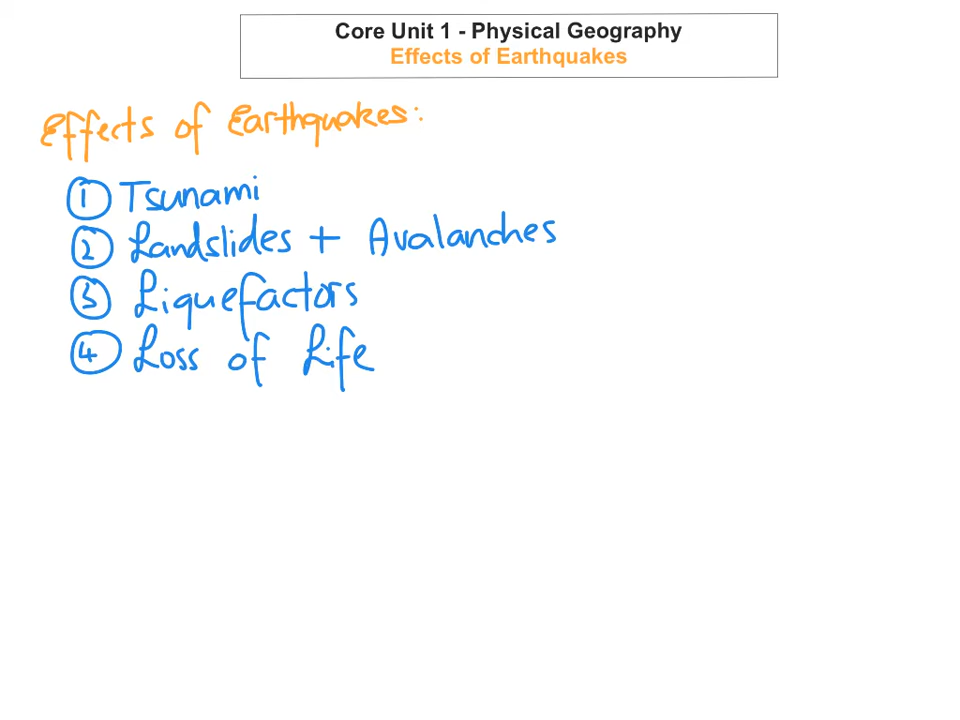 Core Unit 1 - Physical Geography
Effects of Earthquakes
Effects of Earthquakes:
① Tsunami
② Landslides + Avalanches
③ Liquefactors
④ Loss of Life